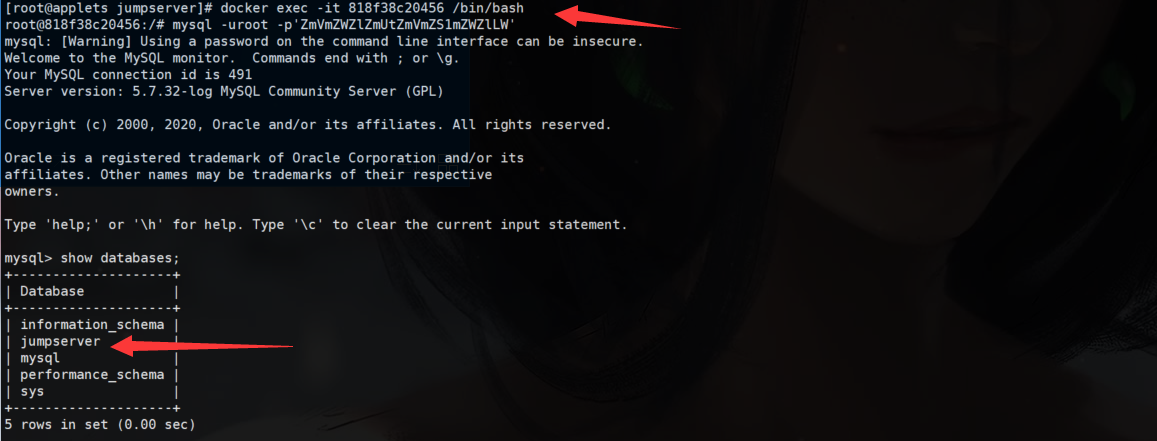 [root@applets jumpserver]# docker exec -it 818f38c20456 /bin/bash
root@818f38c20456:/# mysql -uroot -p'ZmVmZWZlZmUtZmVmZS1mZWZlLW'
mysql: [Warning] Using a password on the command line interface can be insecure.
Welcome to the MySQL monitor.  Commands end with ; or \g.
Your MySQL connection id is 491
Server version: 5.7.32-log MySQL Community Server (GPL)
Copyright (c) 2000, 2020, Oracle and/or its affiliates. All rights reserved.
Oracle is a registered trademark of Oracle Corporation and/or its
affiliates. Other names may be trademarks of their respective
owners.
Type 'help;' or '\h' for help. Type '\c' to clear the current input statement.
mysql> show databases;
+--------------------+
| Database           |
+--------------------+
| information_schema |
| jumpserver         |
| mysql              |
| performance_schema |
| sys                |
+--------------------+
5 rows in set (0.00 sec)